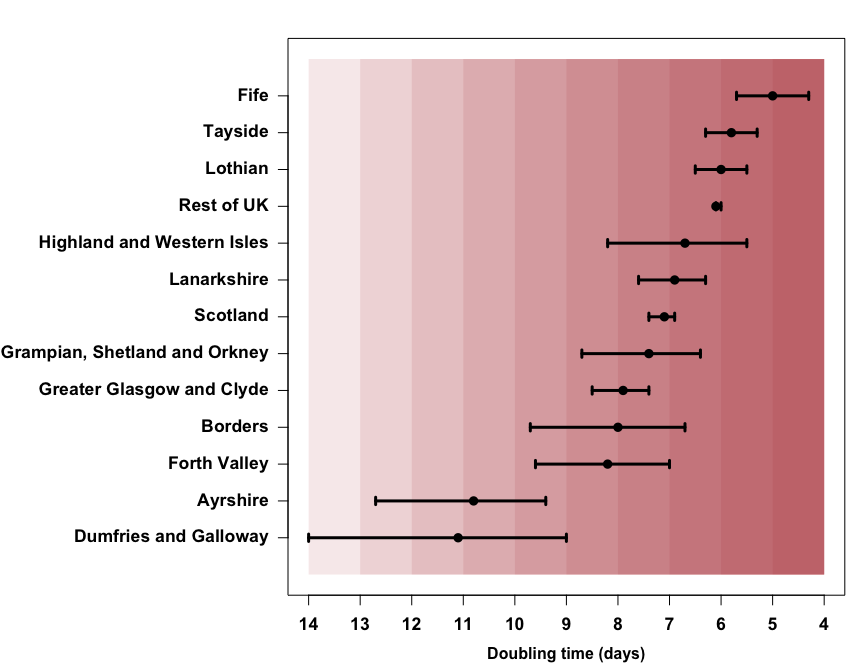 Fife
Tayside
Lothian
Rest of UK
Highland and Western Isles
Lanarkshire
Scotland
Grampian, Shetland and Orkney
Greater Glasgow and Clyde
Borders
Forth Valley
Ayrshire
Dumfries and Galloway
14 13 12 11 10 9 8 7 6 5 4
Doubling time (days)